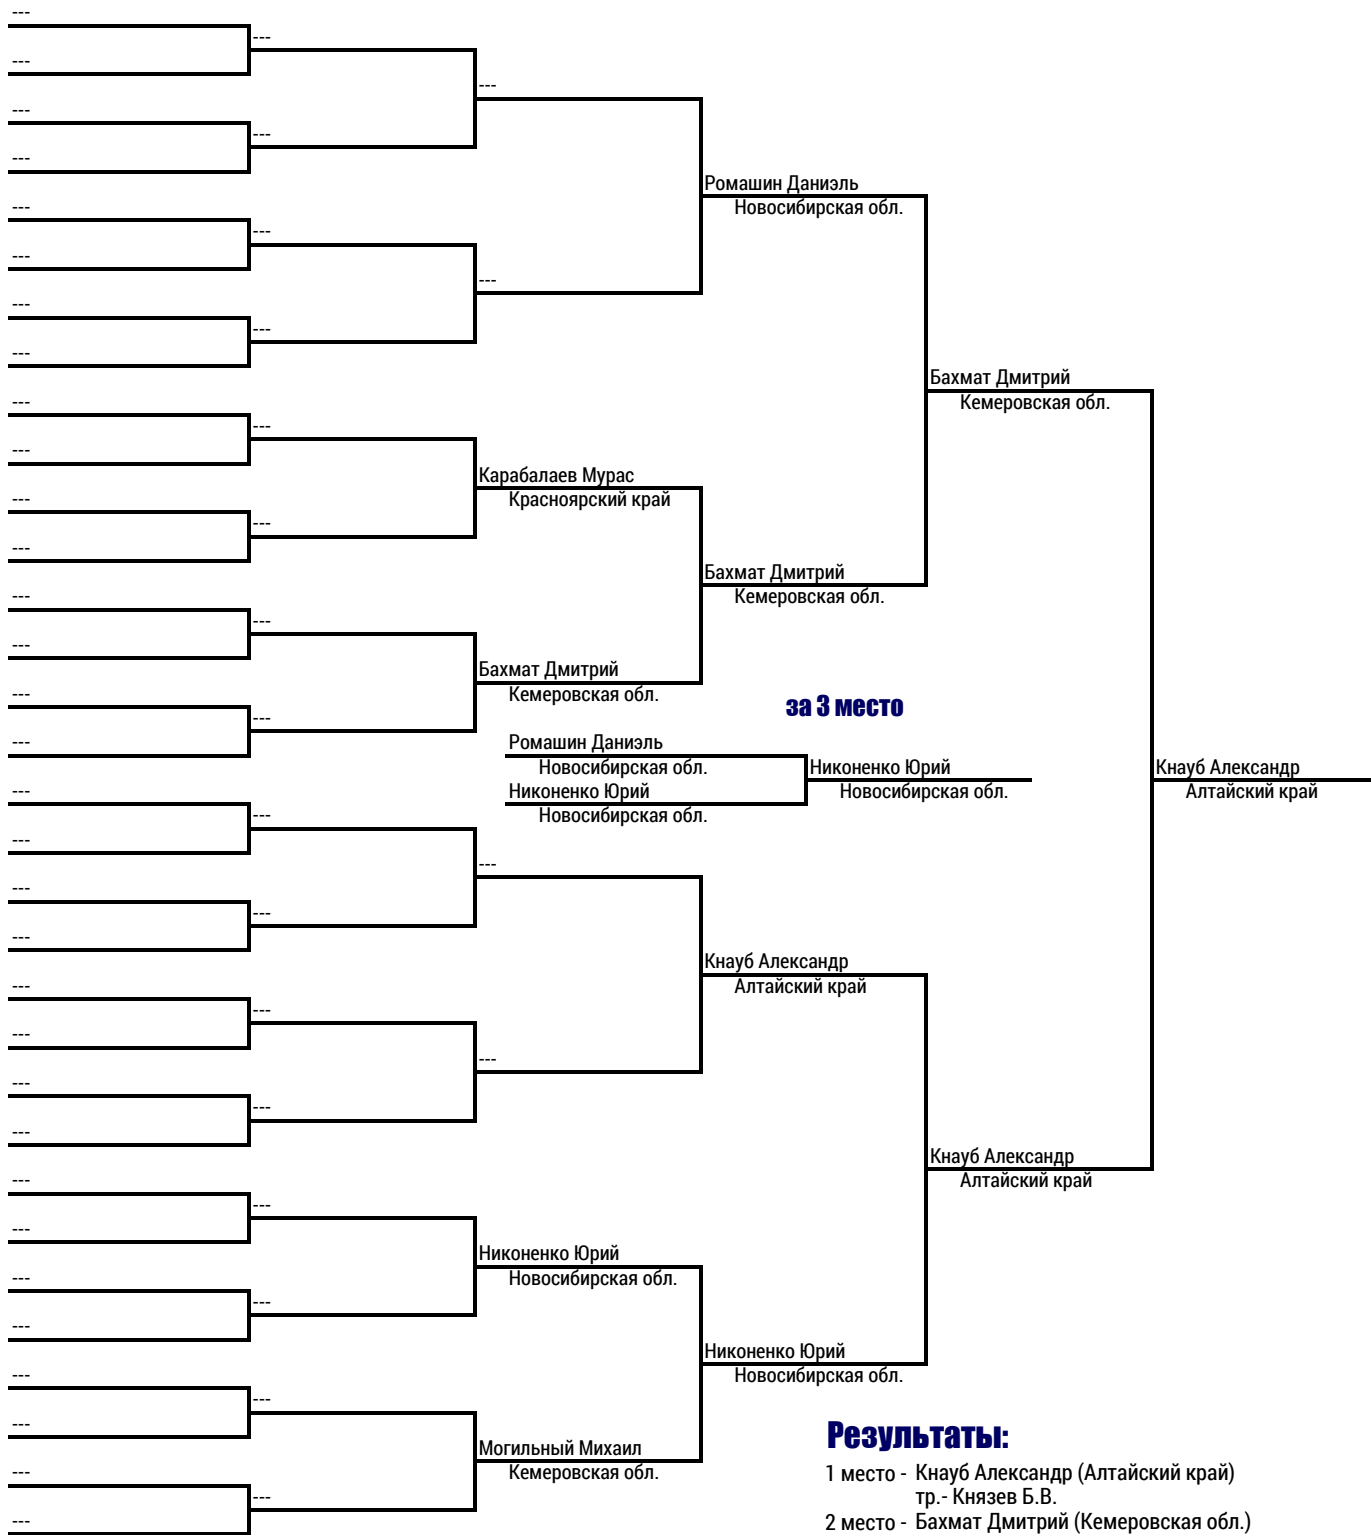 ---
---
---
---
---
---
---
Ромашин Даниэль
---
Новосибирская обл.
---
---
---
---
---
---
Бахмат Дмитрий
---
Кемеровская обл.
---
---
Карабалаев Мурас
---
Красноярский край
---
---
Бахмат Дмитрий
---
Кемеровская обл.
---
---
Бахмат Дмитрий
---
Кемеровская обл.
за 3 место
---
---
Ромашин Даниэль
Новосибирская обл.
Никоненко Юрий
Кнауб Александр
---
Никоненко Юрий
Новосибирская обл.
Алтайский край
---
Новосибирская обл.
---
---
---
---
---
Кнауб Александр
---
Алтайский край
---
---
---
---
---
---
Кнауб Александр
---
Алтайский край
---
---
Никоненко Юрий
---
Новосибирская обл.
---
---
Никоненко Юрий
---
Новосибирская обл.
---
---
Результаты:
Могильный Михаил
---
Кемеровская обл.
1 место - Кнауб Александр (Алтайский край)
---
тр.- Князев Б.В.
---
2 место - Бахмат Дмитрий (Кемеровская обл.)